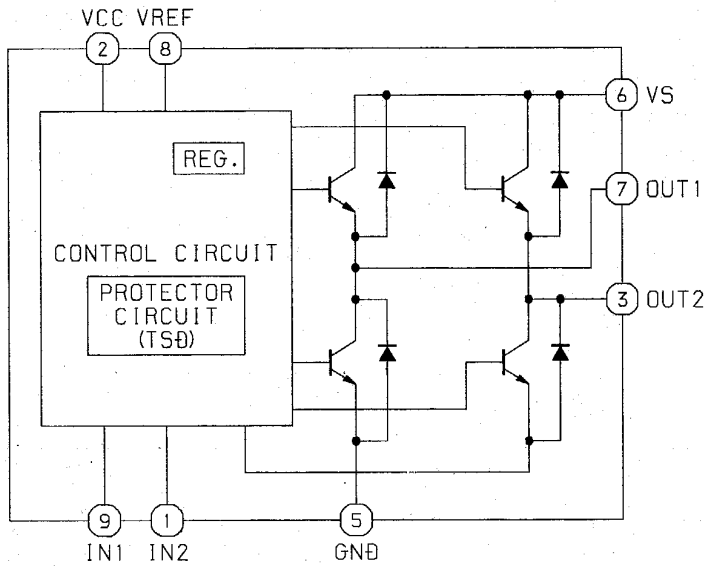 VCC VREF
2 8
6 VS
REG.
7 OUT1
CONTROL CIRCUIT
PROTECTOR
CIRCUIT
(TSD)
3 OUT2
9 1 5
IN1 IN2 GND